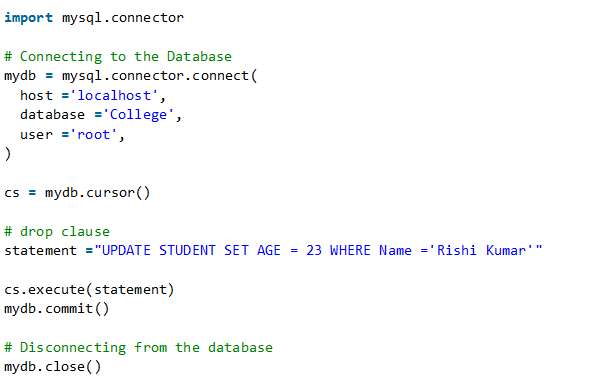 import mysql.connector
# Connecting to the Database
mydb = mysql.connector.connect(
host ='localhost',
database ='College',
user ='root',
)
cs = mydb.cursor()
# drop clause
statement ="UPDATE STUDENT SET AGE = 23 WHERE Name ='Rishi Kumar'"
cs.execute(statement)
mydb.commit()
# Disconnecting from the database
mydb.close()